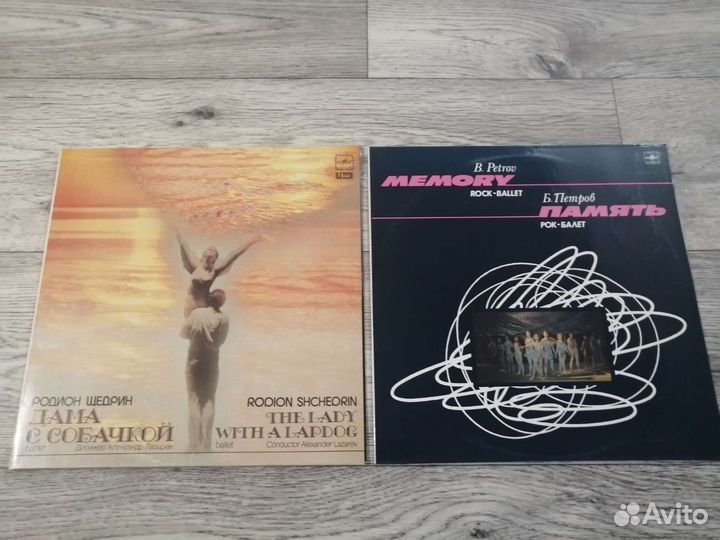 РОДИОН ЩЕДРИН
ДАМА
С СОБАЧКОЙ
балет Дирижер Александр Лазарев
RODION SHCHEDRIN
THE LADY
WITH A LAPDOG
ballet Conductor Alexander Lazarev
B. Petrov
MEMORY
ROCK-BALLET
Б. Петров
ПАМЯТЬ
РОК-БАЛЕТ
Avito